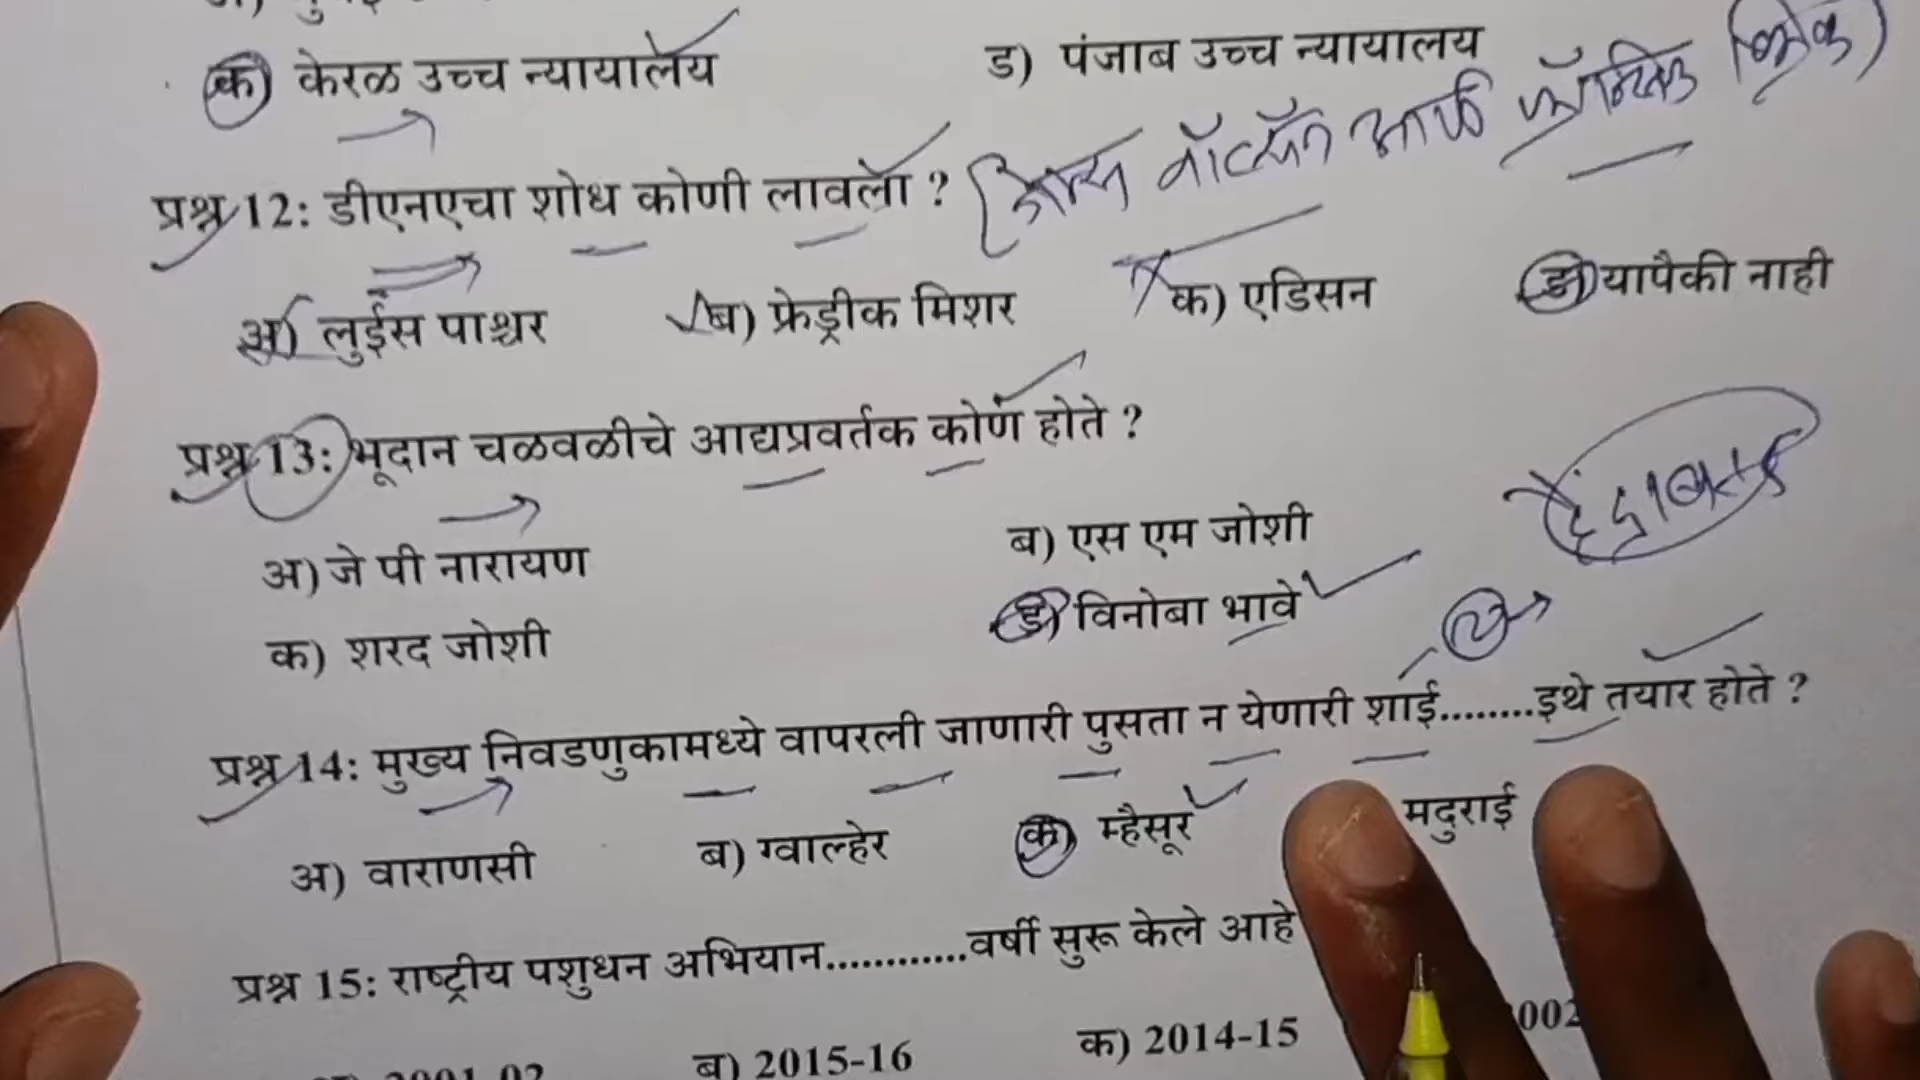 क) केरळ उच्च न्यायालय ड) पंजाब उच्च न्यायालय
प्रश्न 12: डीएनएचा शोध कोणी लावला ? (जेम्स वॉटसॅन आणि फ्रॅन्सिस क्रिक)
अ) लुईस पाश्चर ब) फ्रेड्रीक मिशर क) एडिसन ड) यापैकी नाही
प्रश्न 13: भूदान चळवळीचे आद्यप्रवर्तक कोण होते ?
अ) जे पी नारायण ब) एस एम जोशी
क) शरद जोशी ड) विनोबा भावे
हैद्राबाद
प्रश्न 14: मुख्य निवडणुकामध्ये वापरली जाणारी पुसता न येणारी शाई........इथे तयार होते ?
अ) वाराणसी ब) ग्वाल्हेर क) म्हैसूर मदुराई
प्रश्न 15: राष्ट्रीय पशुधन अभियान............वर्षी सुरू केले आहे
ब) 2015-16 क) 2014-15